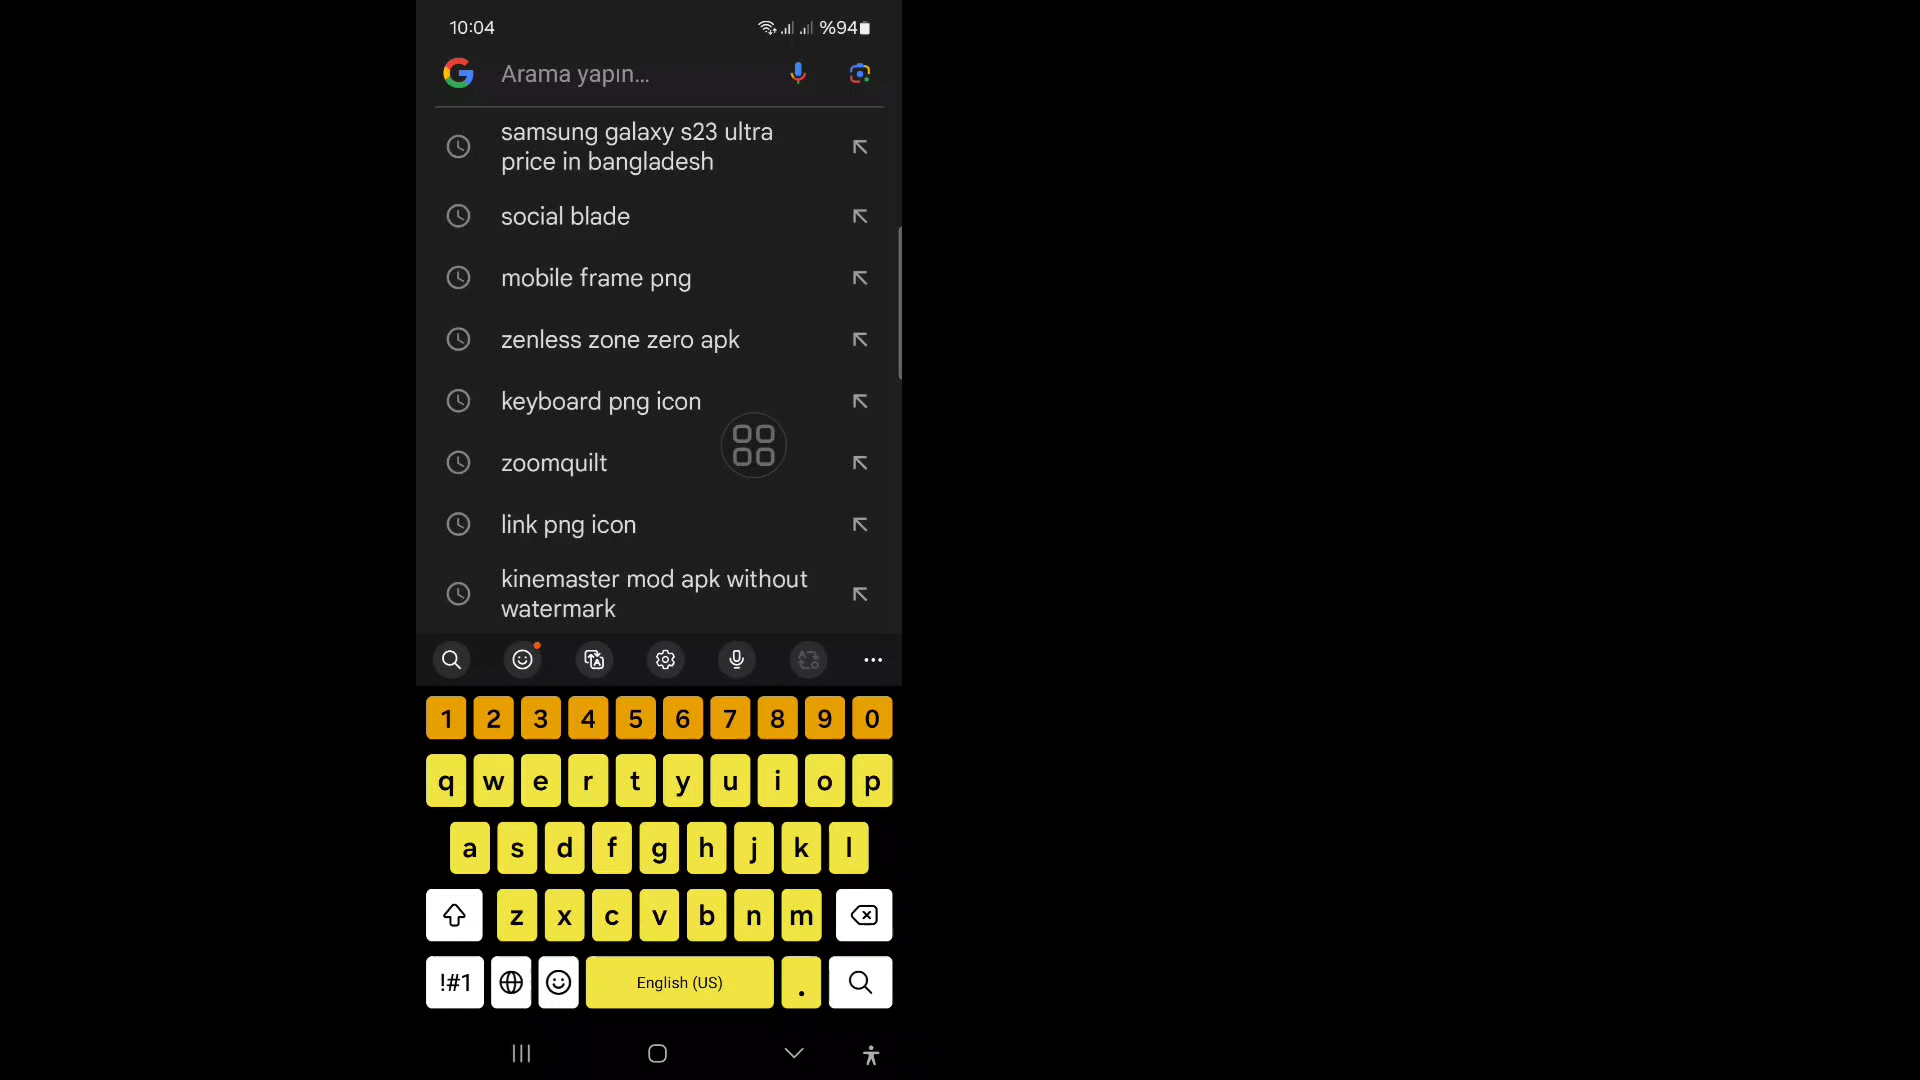 10:04
%94
Arama yapın...
samsung galaxy s23 ultra
price in bangladesh
social blade
mobile frame png
zenless zone zero apk
keyboard png icon
zoomquilt
link png icon
kinemaster mod apk without
watermark
1 2 3 4 5 6 7 8 9 0
q w e r t y u i o p
a s d f g h j k l
z x c v b n m
!#1 English (US) .